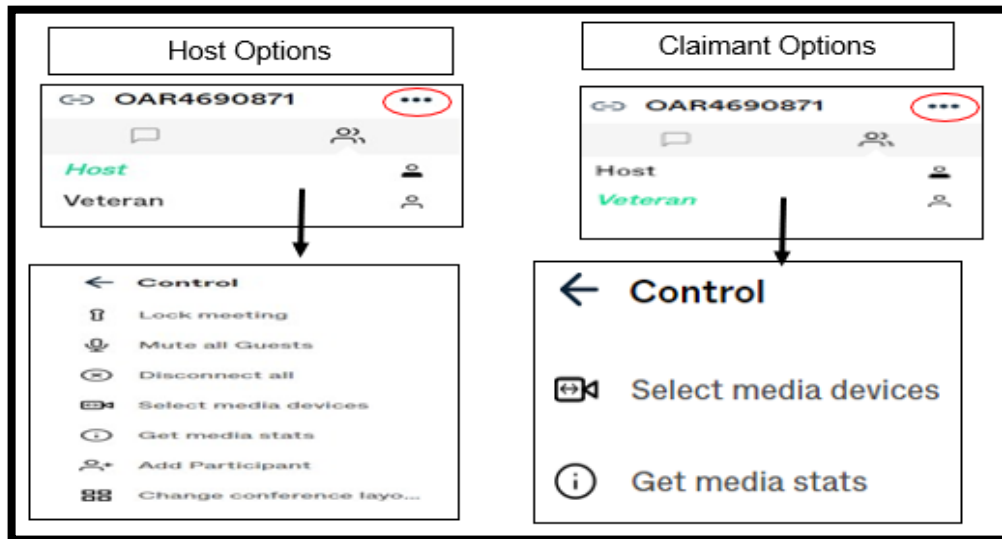 Host Options
OAR4690871
Host
Veteran
Control
Lock meeting
Mute all Guests
Disconnect all
Select media devices
Get media stats
Add Participant
Change conference layo...
Claimant Options
OAR4690871
Host
Veteran
Control
Select media devices
Get media stats